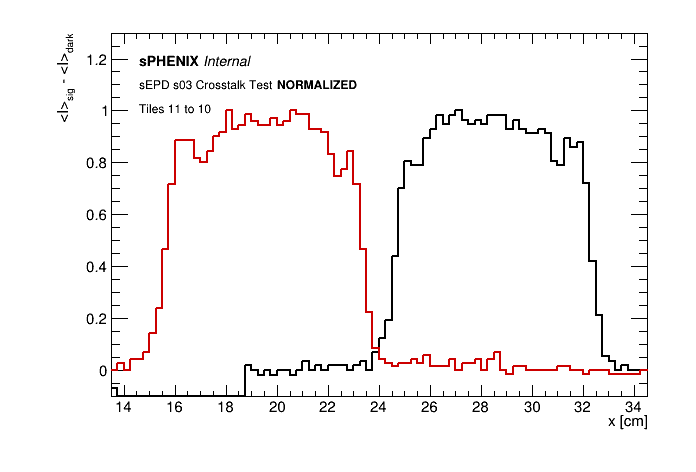 <I>sig - <I>dark
1.2
1
0.8
0.6
0.4
0.2
0
sPHENIX Internal
sEPD s03 Crosstalk Test NORMALIZED
Tiles 11 to 10
14 16 18 20 22 24 26 28 30 32 34
x [cm]